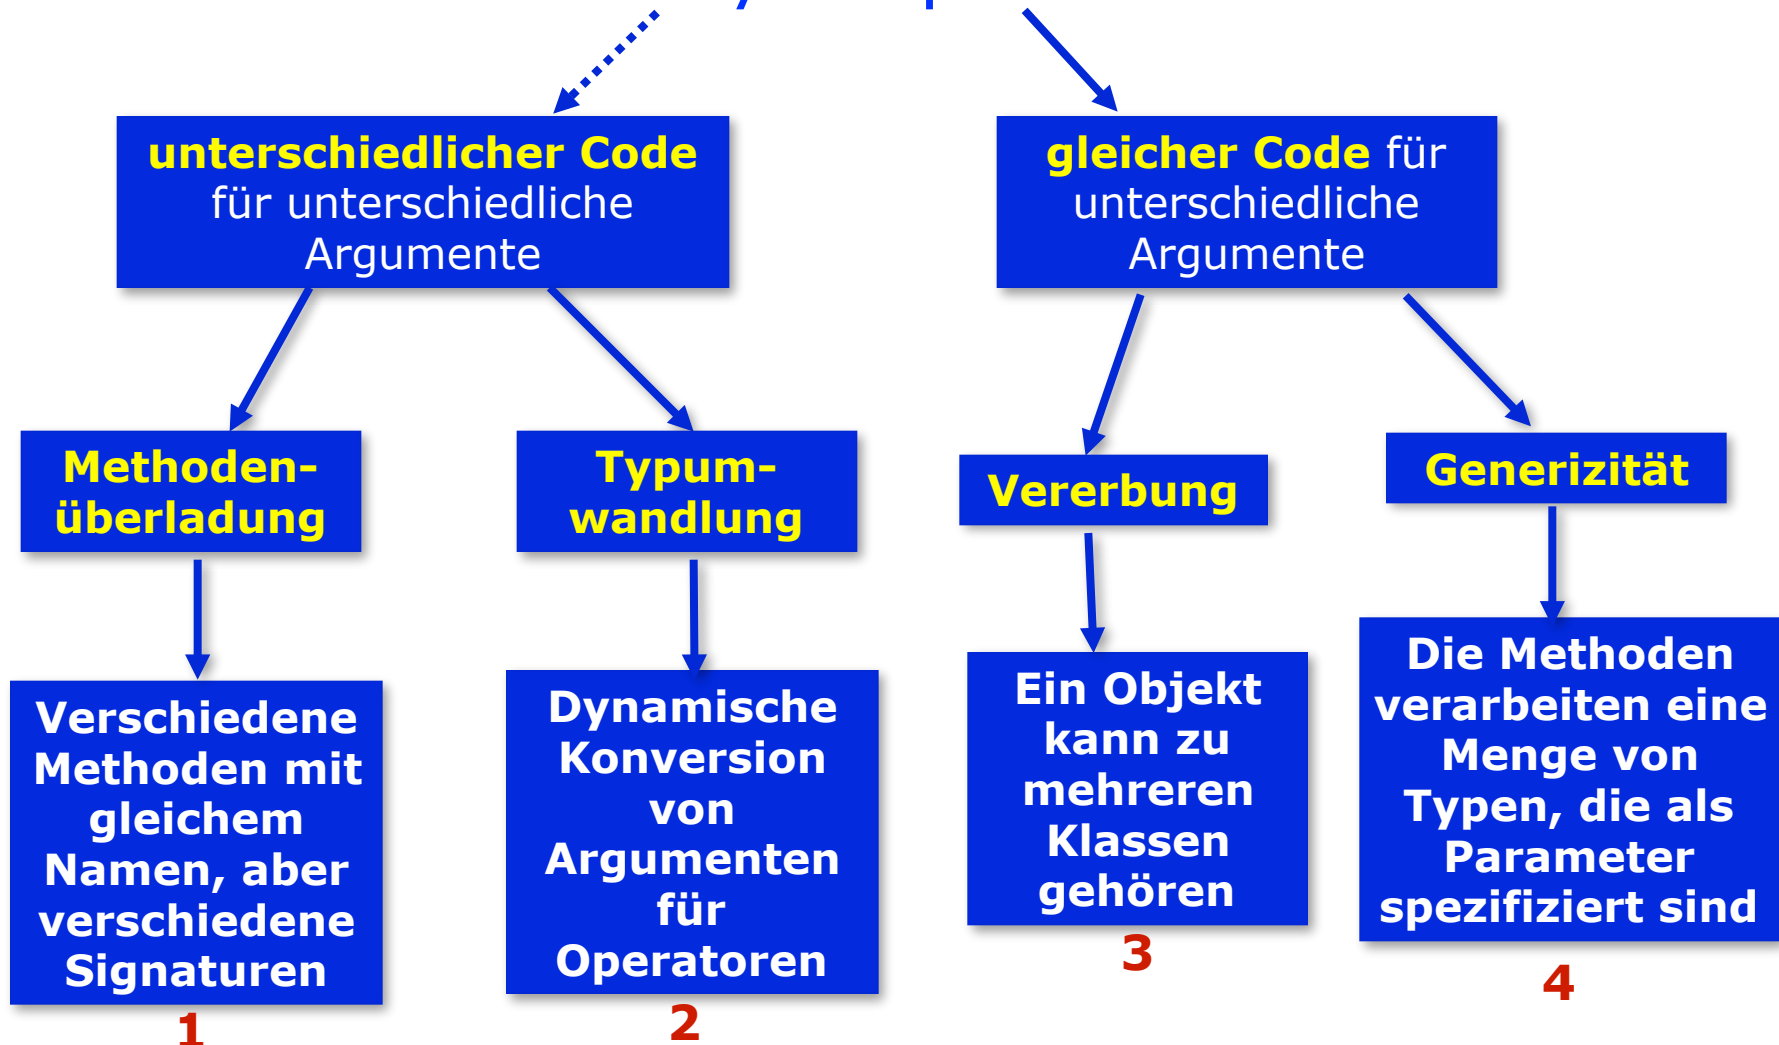 unterschiedlicher Code
für unterschiedliche
Argumente
gleicher Code für
unterschiedliche
Argumente
Methoden-
überladung
Typum-
wandlung
Vererbung
Generizität
Verschiedene
Methoden mit
gleichem
Namen, aber
verschiedene
Signaturen
1
Dynamische
Konversion
von
Argumenten
für
Operatoren
2
Ein Objekt
kann zu
mehreren
Klassen
gehören
3
Die Methoden
verarbeiten eine
Menge von
Typen, die als
Parameter
spezifiziert sind
4